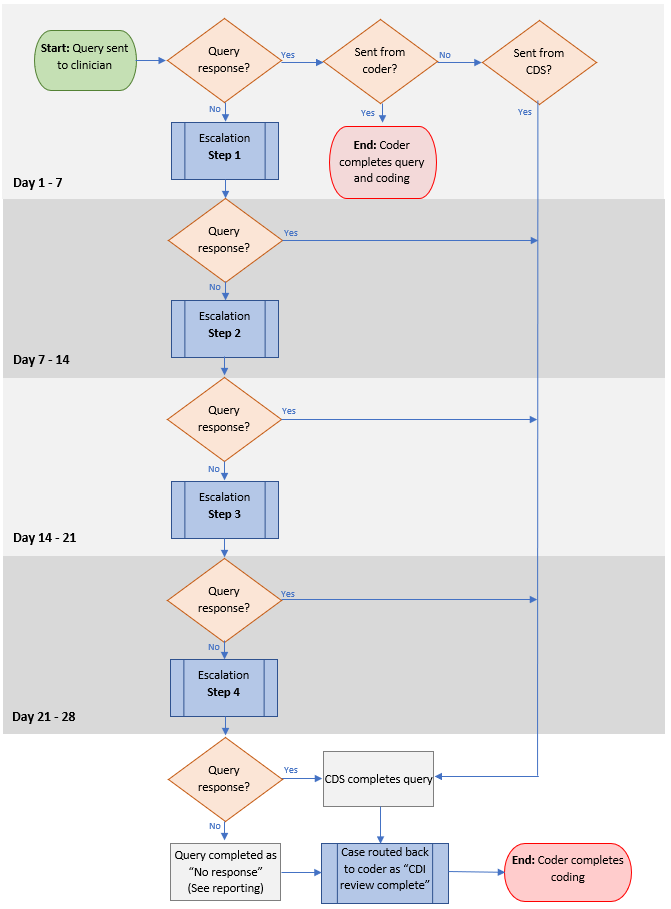 Start: Query sent
to clinician
Query
response?
Yes
Sent from
coder?
No
Sent from
CDS?
No
Yes
Yes
Escalation
Step 1
End: Coder
completes query
and coding
Day 1 - 7
Query
response?
Yes
No
Escalation
Step 2
Day 7 - 14
Query
response?
Yes
No
Escalation
Step 3
Day 14 - 21
Query
response?
Yes
No
Escalation
Step 4
Day 21 - 28
Query
response?
Yes
CDS completes query
No
Query completed as
“No response”
(See reporting)
Case routed back
to coder as “CDI
review complete”
End: Coder completes
coding